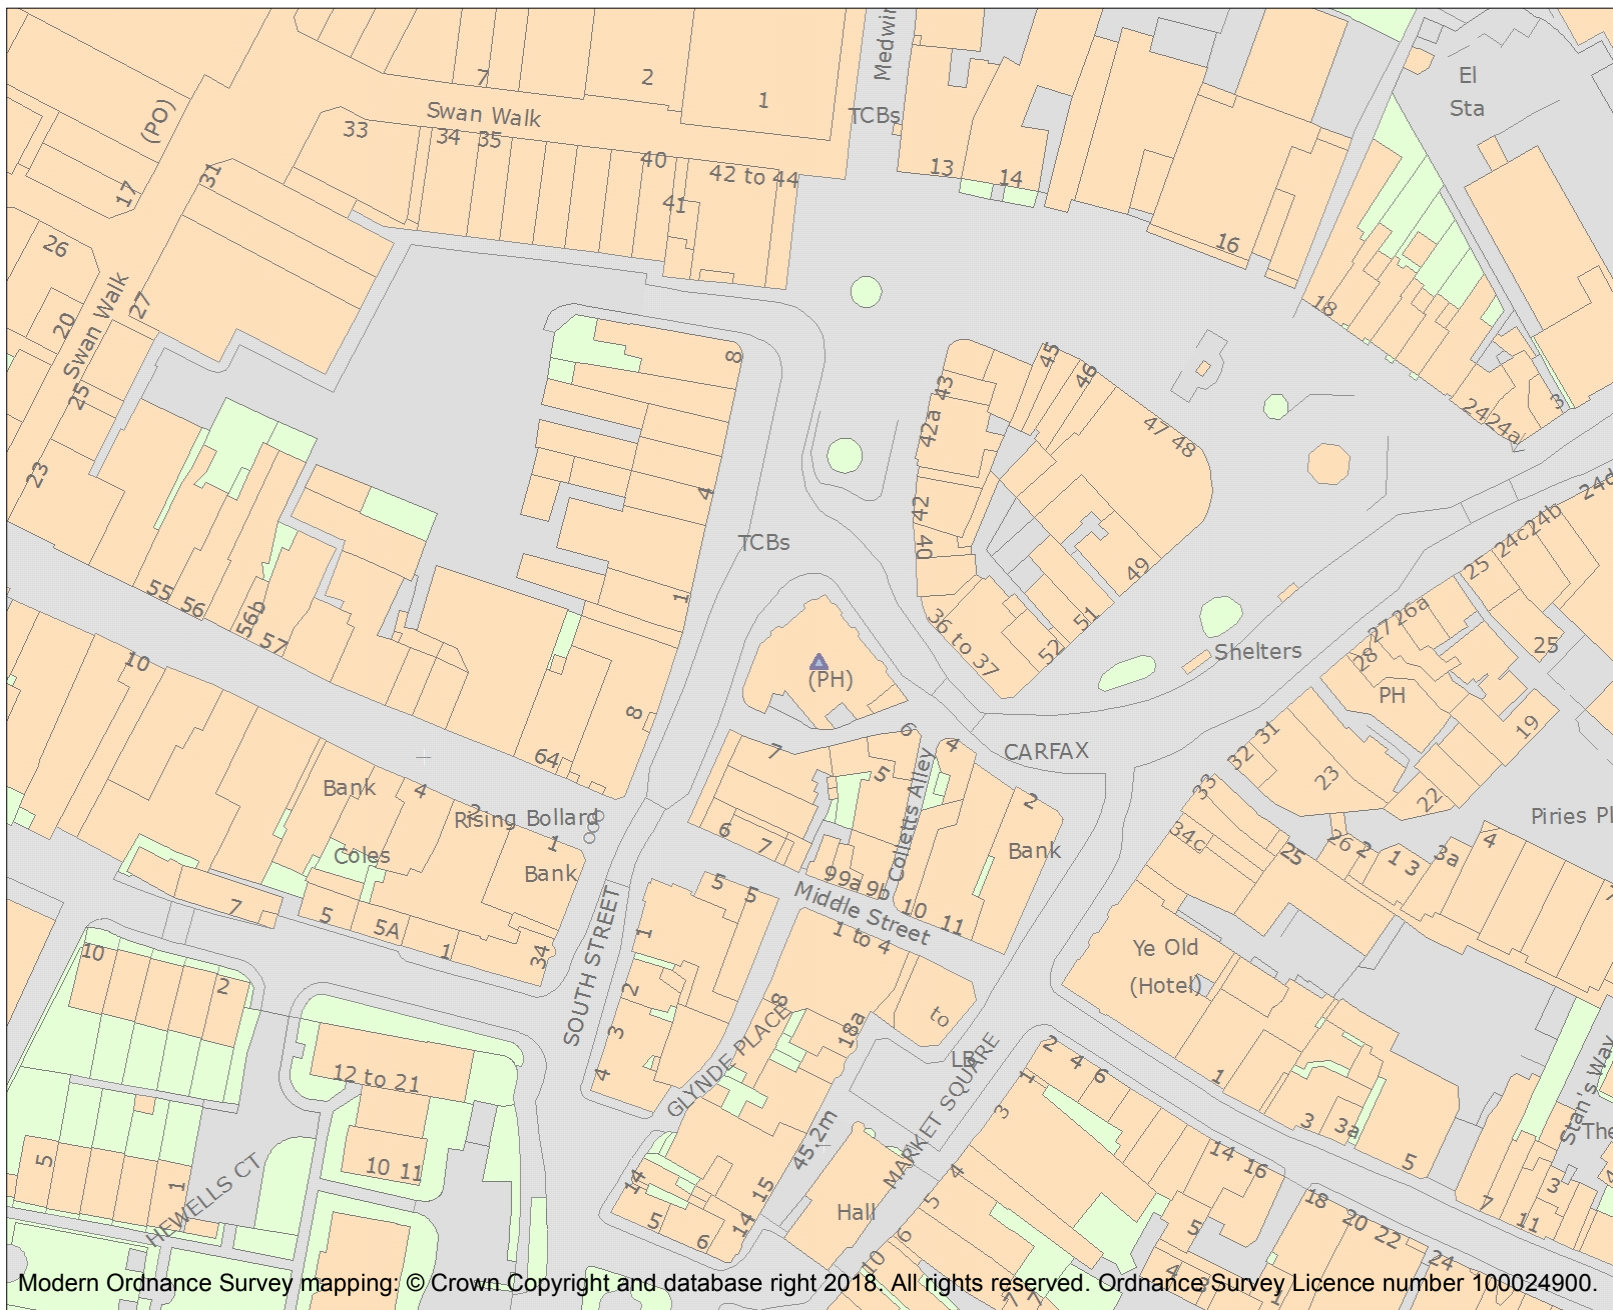 7
2
1
Medwin
El
Sta
(PO)
Swan Walk
TCBs
33
34
35
40
42 to 44
41
13
14
17
31
26
16
20
Swan Walk
27
18
25
8
45
46
43
42a
47
48
24
24a
3
23
4
42
40
TCBs
49
24d
24b
24c
25
55
56
56b
57
1
36 to 37
51
52
26a
27
28
25
Shelters
10
(PH)
PH
8
64
7
6
5
4
CARFAX
31
32
33
19
23
22
Bank
4
2
Rising Bollard
1
Bank
Coles
Colletts Alley
2
Bank
6
7
34c
25
26
2
1
3
3a
4
Piries Pl
7
9
9a
9b
10
11
Middle Street
1 to 4
5
5
7
5
5A
1
34
SOUTH STREET
1
2
3
4
8
18a
to
Ye Old
(Hotel)
10
2
12 to 21
GLYNDE PLACE
LB
MARKET SQUARE
2
4
6
1
3
1
3
3a
5
Stan's Way
The
45.2m
10
11
5
1
HEWELLS CT
14
5
6
14
15
Hall
4
5
6
10
14
16
5
18
20
22
24
7
11
3
4
Modern Ordnance Survey mapping: © Crown Copyright and database right 2018. All rights reserved. Ordnance Survey Licence number 100024900.